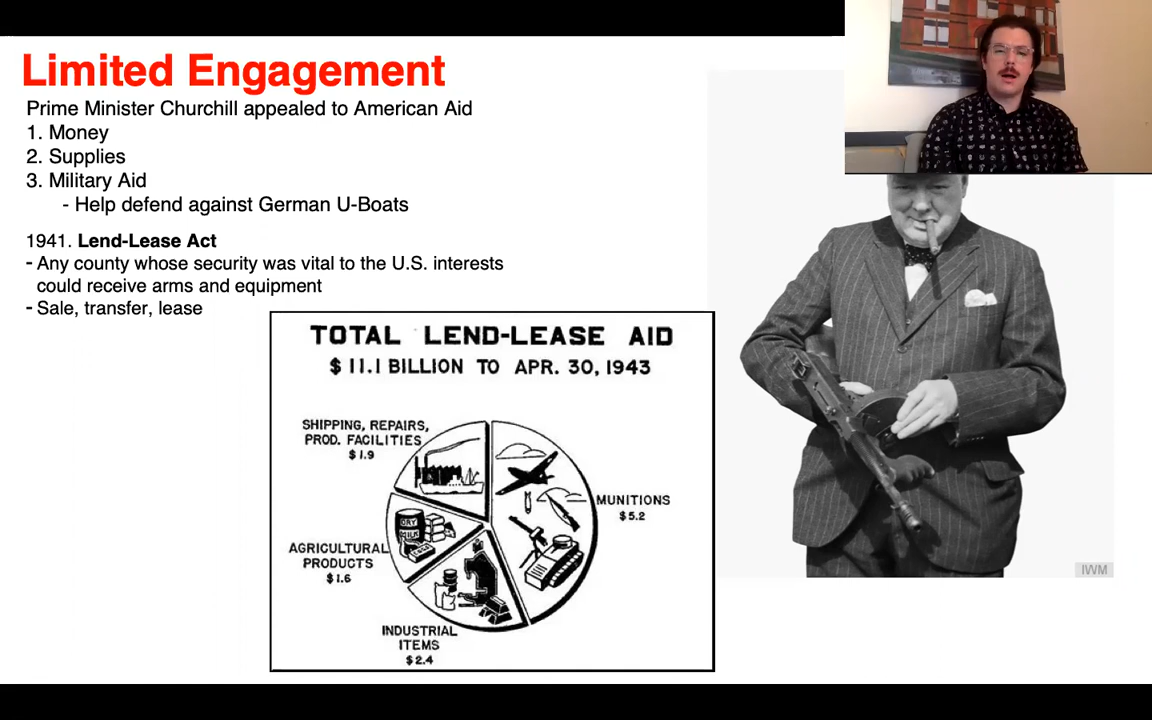 Limited Engagement
Prime Minister Churchill appealed to American Aid
1. Money
2. Supplies
3. Military Aid
- Help defend against German U-Boats
1941. Lend-Lease Act
- Any county whose security was vital to the U.S. interests
could receive arms and equipment
- Sale, transfer, lease
TOTAL LEND-LEASE AID
$ 11.1 BILLION TO APR. 30, 1943
SHIPPING, REPAIRS,
PROD. FACILITIES
$1.9
MUNITIONS
$5.2
DRY
MILK
AGRICULTURAL
PRODUCTS
$1.6
INDUSTRIAL
ITEMS
$2.4
IWM